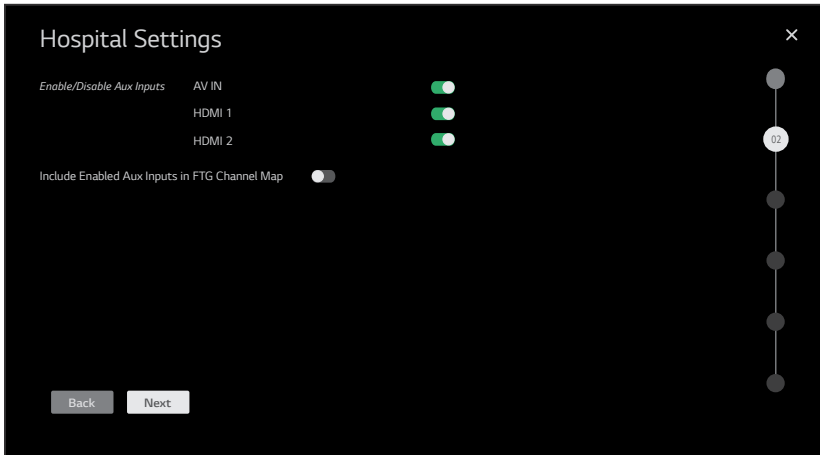 Hospital Settings
×
Enable/Disable Aux Inputs AV IN
HDMI 1
02
HDMI 2
Include Enabled Aux Inputs in FTG Channel Map
Back Next